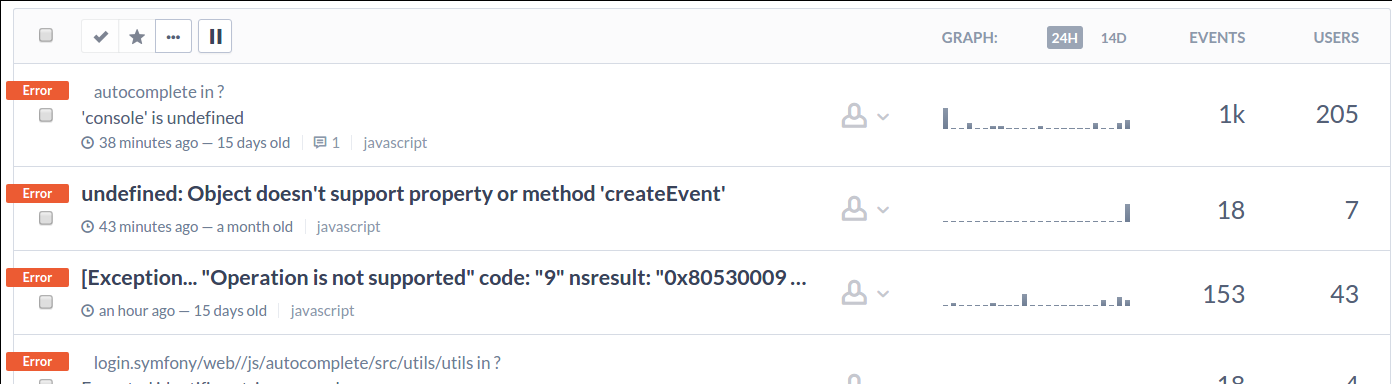 GRAPH: 24H 14D EVENTS USERS
Error autocomplete in ?
'console' is undefined 1k 205
38 minutes ago — 15 days old 1 javascript
Error undefined: Object doesn't support property or method 'createEvent' 18 7
43 minutes ago — a month old javascript
Error [Exception... "Operation is not supported" code: "9" nsresult: "0x80530009 ... 153 43
an hour ago — 15 days old javascript
Error login.symfony/web//js/autocomplete/src/utils/utils in ?
18 4